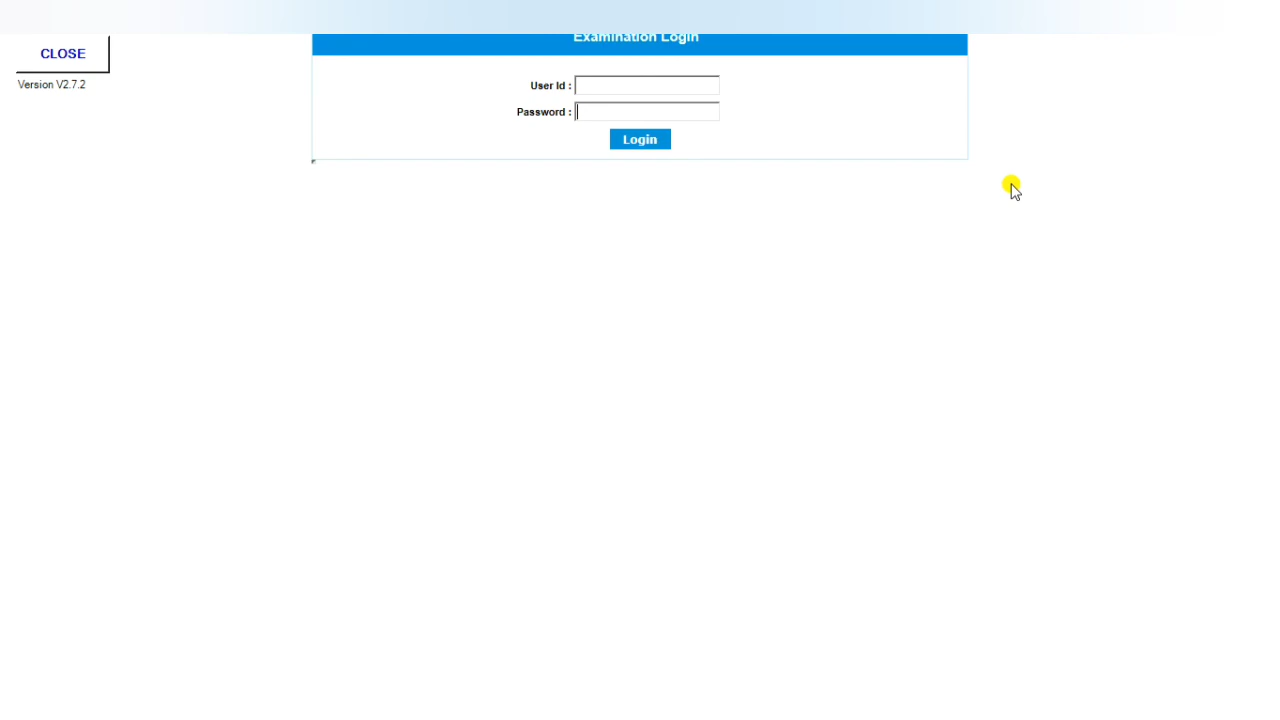 Examination Login
CLOSE
Version V2.7.2
User Id :
Password :
Login